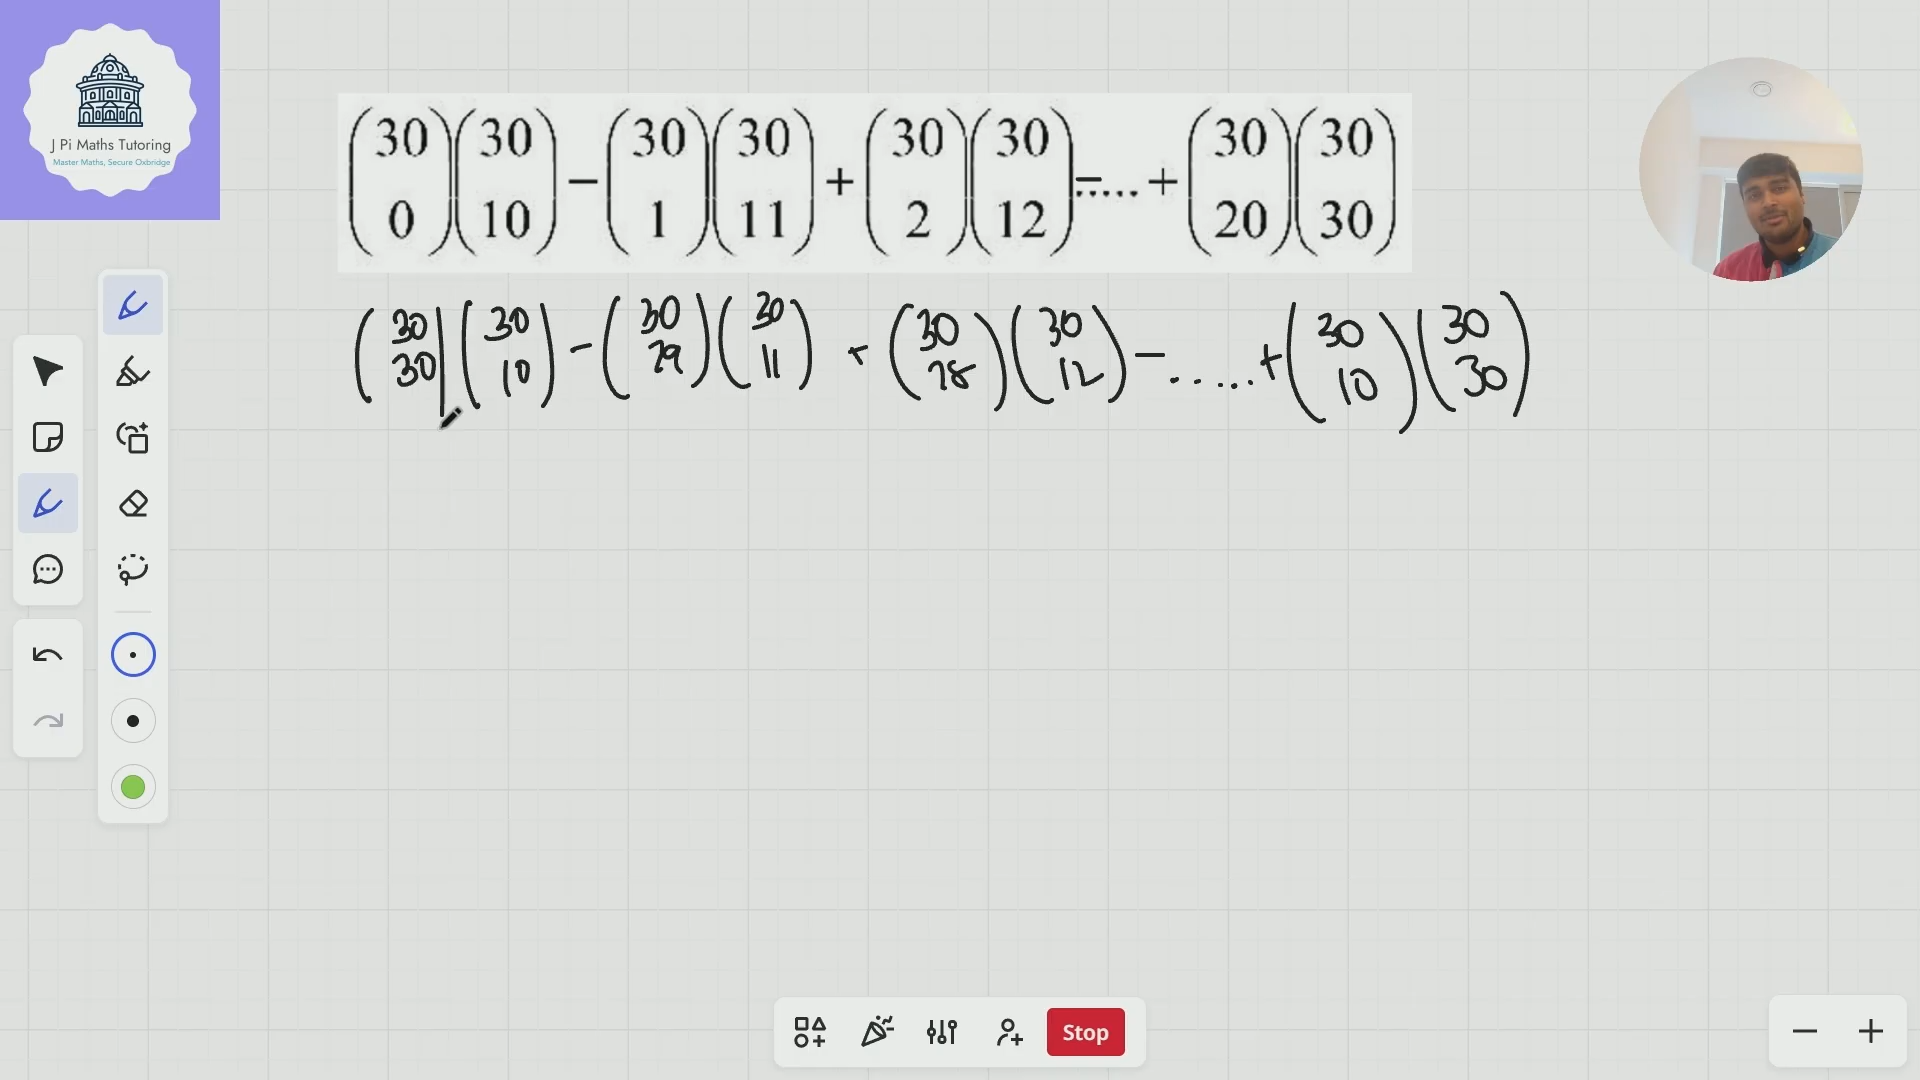 J Pi Maths Tutoring
Master Maths, Secure Oxbridge
(30 0)(30 10) − (30 1)(30 11) + (30 2)(30 12) − ..... + (30 20)(30 30)
(30 30)(30 10) − (30 29)(30 11) + (30 28)(30 12) − ..... + (30 10)(30 30)
Stop